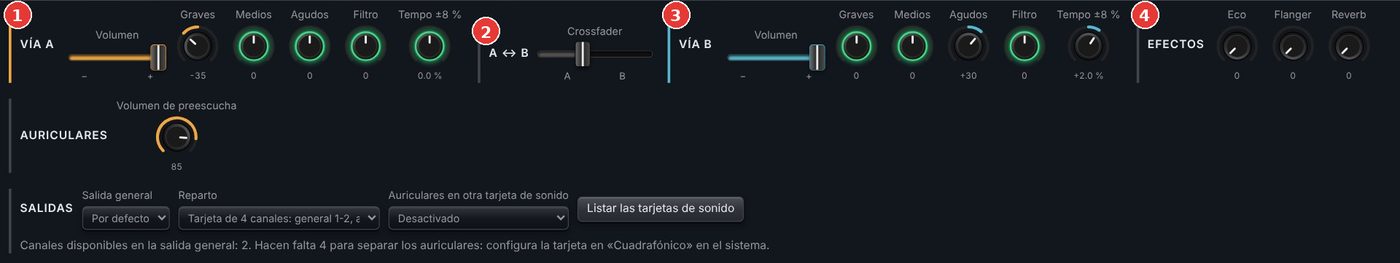 1
VÍA A
Volumen
− +
Graves
-35
Medios
0
Agudos
0
Filtro
0
Tempo ±8 %
0.0 %
2
A ↔ B
Crossfader
A B
3
VÍA B
Volumen
− +
Graves
0
Medios
0
Agudos
+30
Filtro
0
Tempo ±8 %
+2.0 %
4
EFECTOS
Eco
0
Flanger
0
Reverb
0
AURICULARES
Volumen de preescucha
85
SALIDAS
Salida general
Por defecto
Reparto
Tarjeta de 4 canales: general 1-2,
Auriculares en otra tarjeta de sonido
Desactivado
Listar las tarjetas de sonido
Canales disponibles en la salida general: 2. Hacen falta 4 para separar los auriculares: configura la tarjeta en «Cuadrafónico» en el sistema.